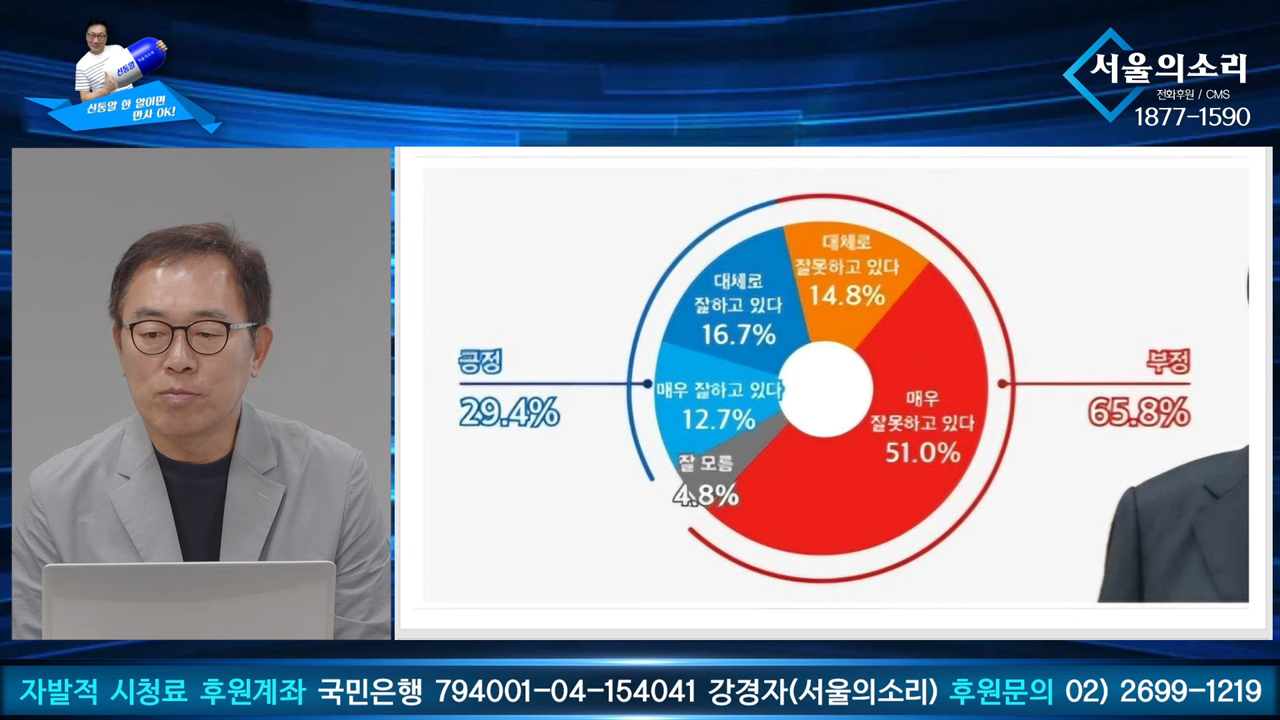 신통알
신통알 한 알이면
만사 OK!
서울의소리
전화후원 / CMS
1877-1590
대체로
잘못하고 있다
14.8%
대체로
잘하고 있다
16.7%
긍정
29.4%
매우 잘하고 있다
12.7%
잘 모름
4.8%
매우
잘못하고 있다
51.0%
부정
65.8%
자발적 시청료 후원계좌 국민은행 794001-04-154041 강경자(서울의소리) 후원문의 02) 2699-1219